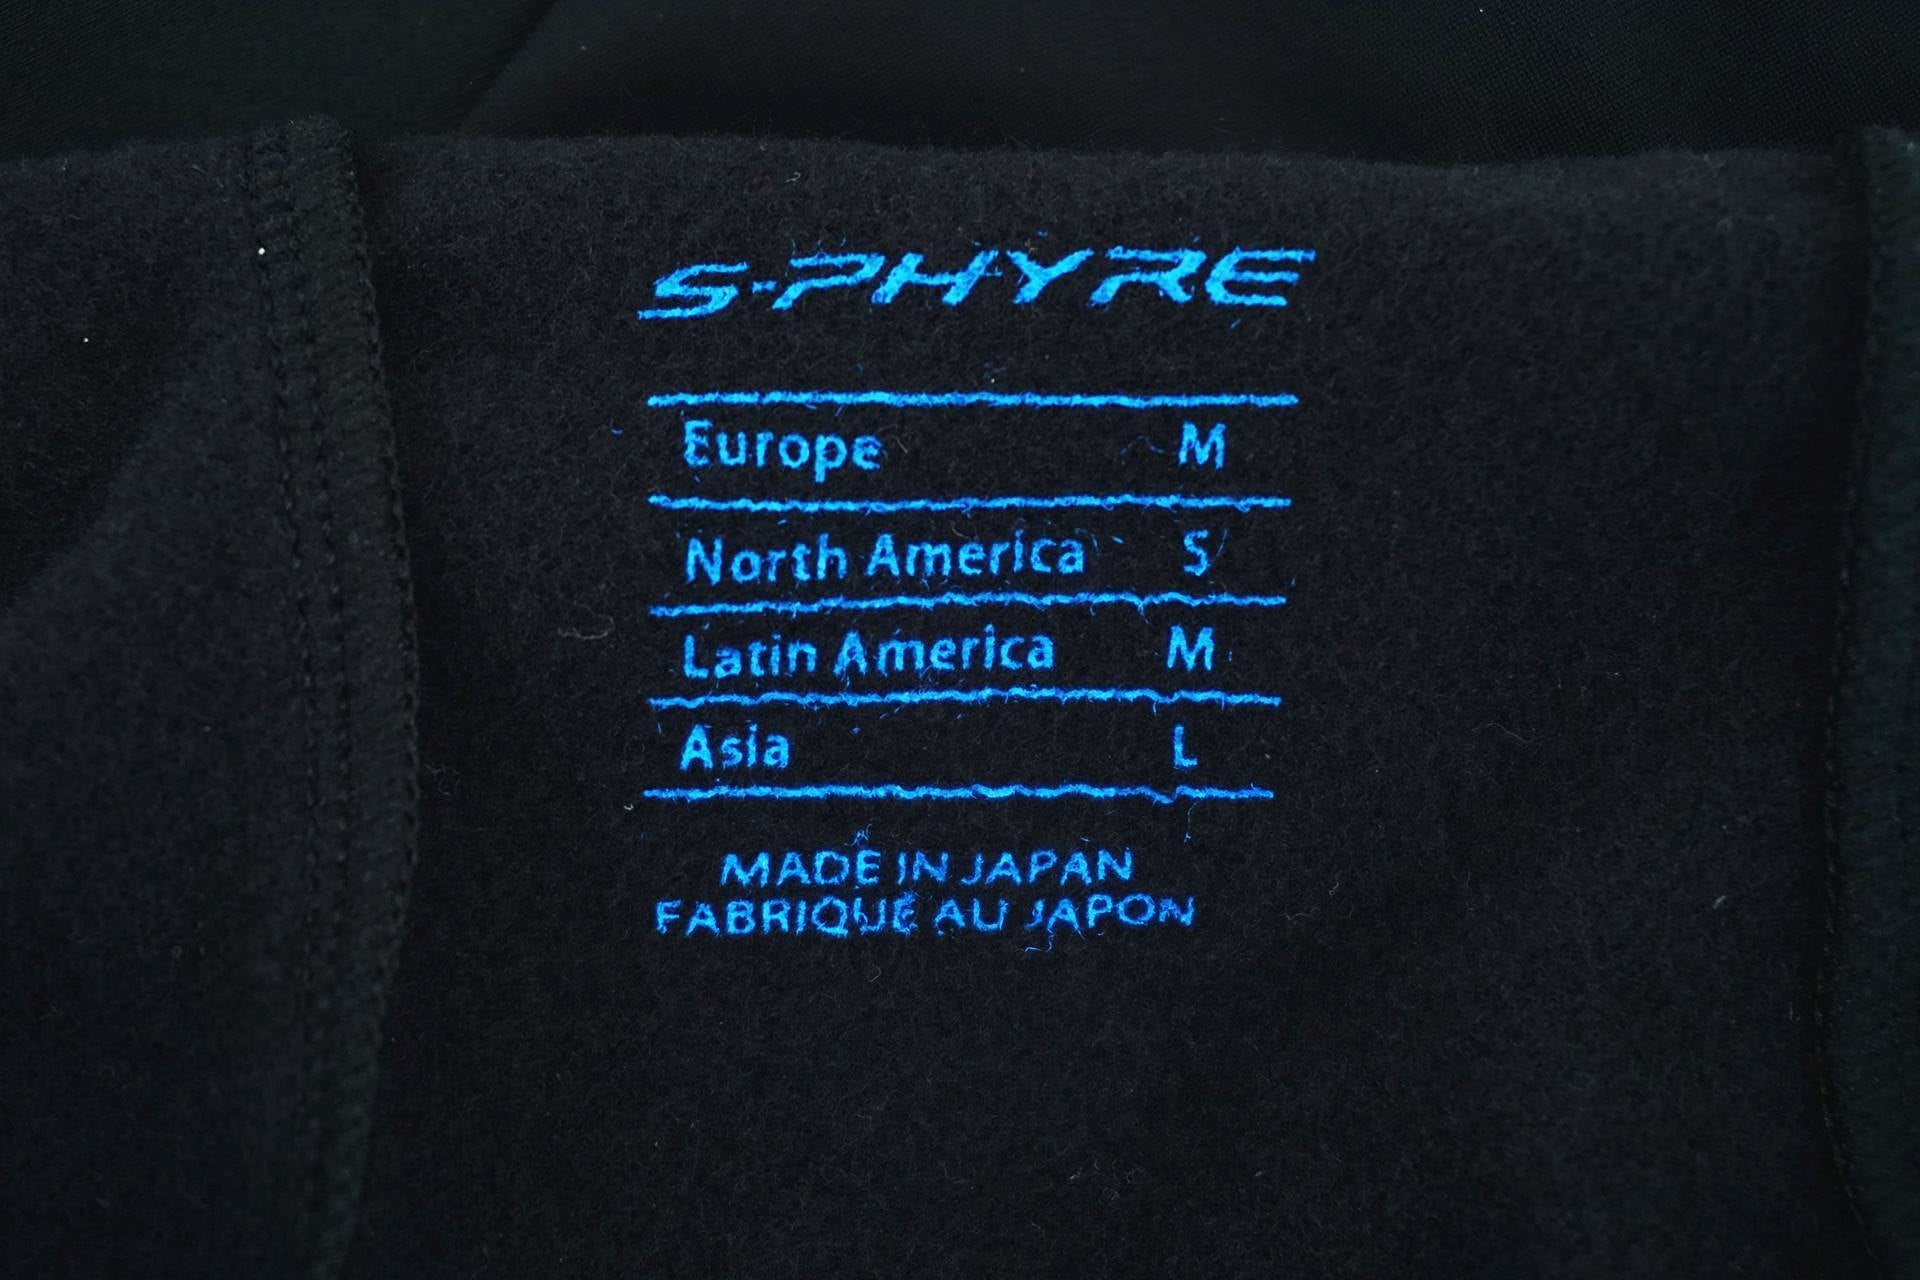 S-PHYRE
Europe M
North America S
Latin America M
Asia L
MADE IN JAPAN
FABRIQUÉ AU JAPON